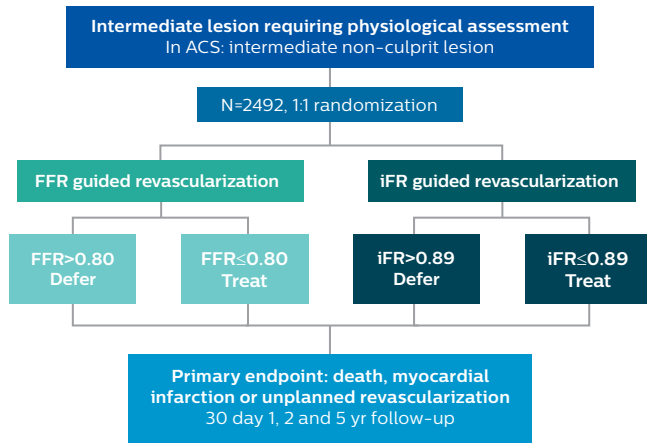 Intermediate lesion requiring physiological assessment
In ACS: intermediate non-culprit lesion
N=2492, 1:1 randomization
FFR guided revascularization
iFR guided revascularization
FFR>0.80
Defer
FFR≤0.80
Treat
iFR>0.89
Defer
iFR≤0.89
Treat
Primary endpoint: death, myocardial
infarction or unplanned revascularization
30 day 1, 2 and 5 yr follow-up